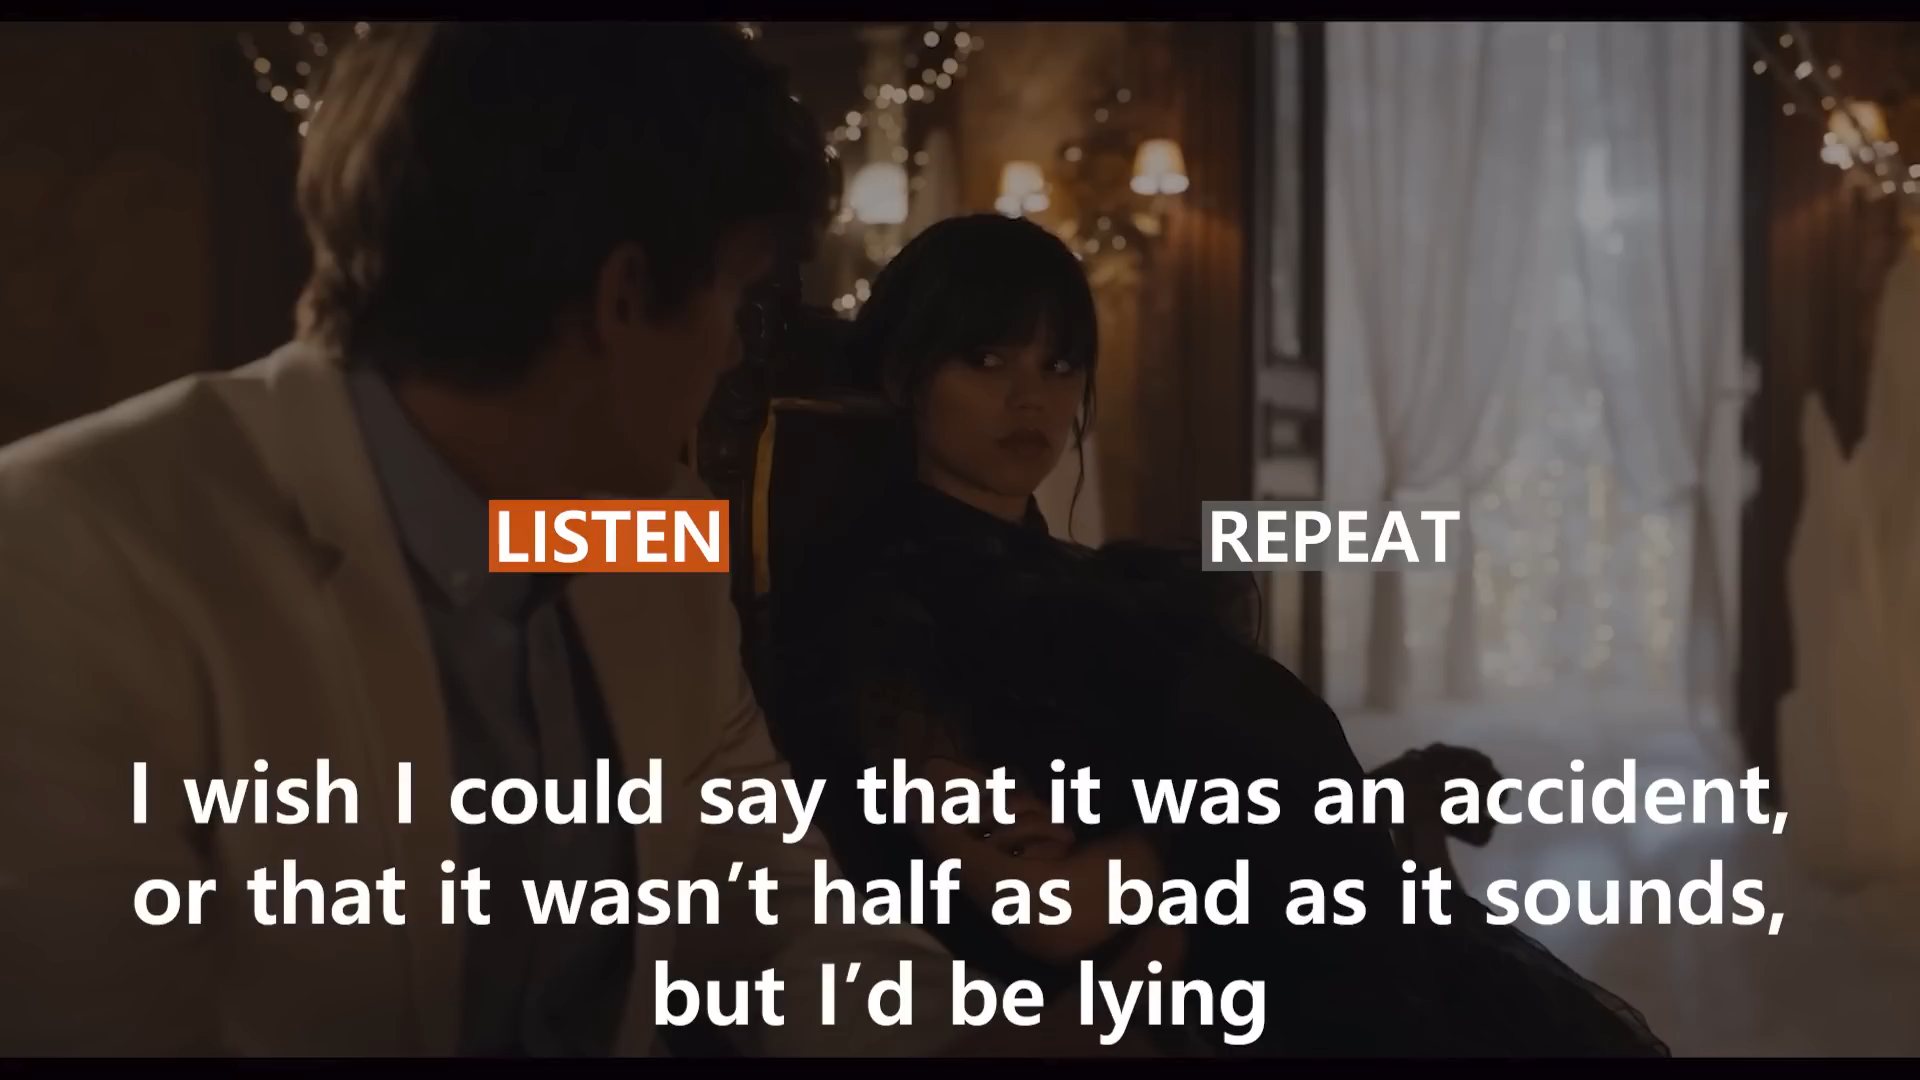 LISTEN REPEAT
I wish I could say that it was an accident,
or that it wasn’t half as bad as it sounds,
but I’d be lying